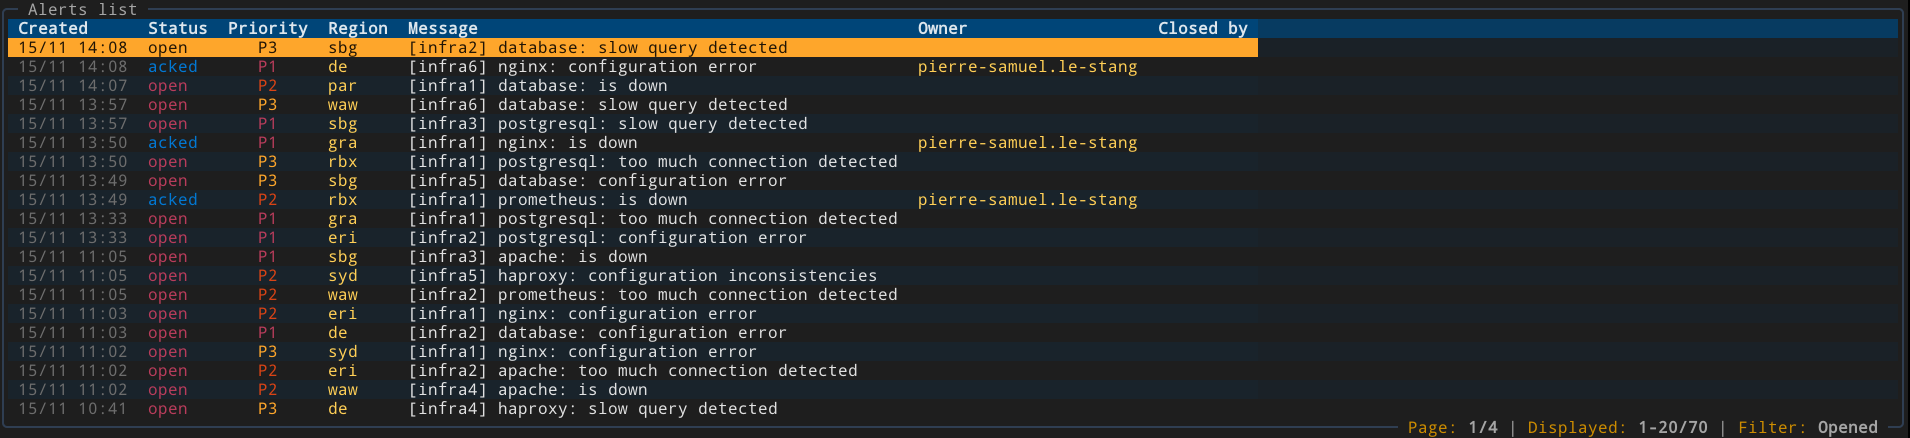 Alerts list
Created Status Priority Region Message Owner Closed by
15/11 14:08 open P3 sbg [infra2] database: slow query detected
15/11 14:08 acked P1 de [infra6] nginx: configuration error pierre-samuel.le-stang
15/11 14:07 open P2 par [infra1] database: is down
15/11 13:57 open P3 waw [infra6] database: slow query detected
15/11 13:57 open P1 sbg [infra3] postgresql: slow query detected
15/11 13:50 acked P1 gra [infra1] nginx: is down pierre-samuel.le-stang
15/11 13:50 open P3 rbx [infra1] postgresql: too much connection detected
15/11 13:49 open P3 sbg [infra5] database: configuration error
15/11 13:49 acked P2 rbx [infra1] prometheus: is down pierre-samuel.le-stang
15/11 13:33 open P1 gra [infra1] postgresql: too much connection detected
15/11 13:33 open P1 eri [infra2] postgresql: configuration error
15/11 11:05 open P1 sbg [infra3] apache: is down
15/11 11:05 open P2 syd [infra5] haproxy: configuration inconsistencies
15/11 11:05 open P2 waw [infra2] prometheus: too much connection detected
15/11 11:03 open P2 eri [infra1] nginx: configuration error
15/11 11:03 open P1 de [infra2] database: configuration error
15/11 11:02 open P3 syd [infra1] nginx: configuration error
15/11 11:02 open P2 eri [infra2] apache: too much connection detected
15/11 11:02 open P2 waw [infra4] apache: is down
15/11 10:41 open P3 de [infra4] haproxy: slow query detected
Page: 1/4 | Displayed: 1-20/70 | Filter: Opened